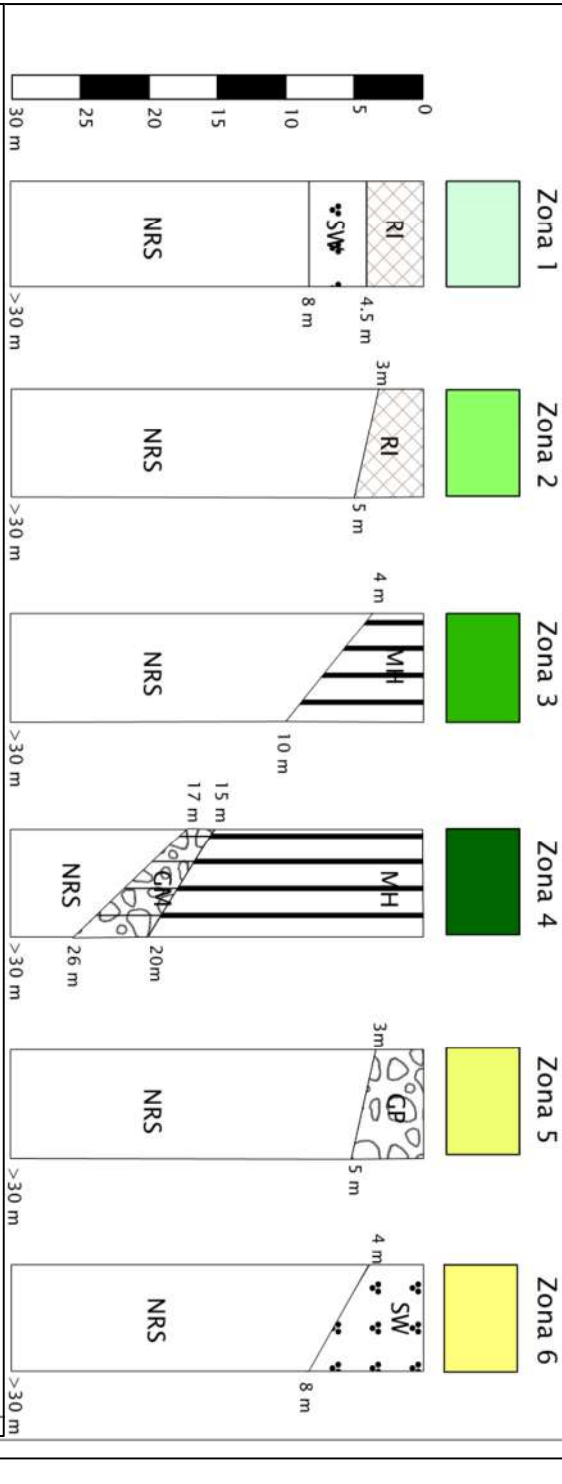 Zona 1
Zona 2
Zona 3
Zona 4
Zona 5
Zona 6
0
5
10
15
20
25
30 m
RI
4.5 m
SW
8 m
NRS
>30 m
3m
RI
5 m
NRS
>30 m
4 m
MH
10 m
NRS
>30 m
MH
15 m
17 m
GM
20m
26 m
NRS
>30 m
3m
GP
5 m
NRS
>30 m
4 m
SW
8 m
NRS
>30 m